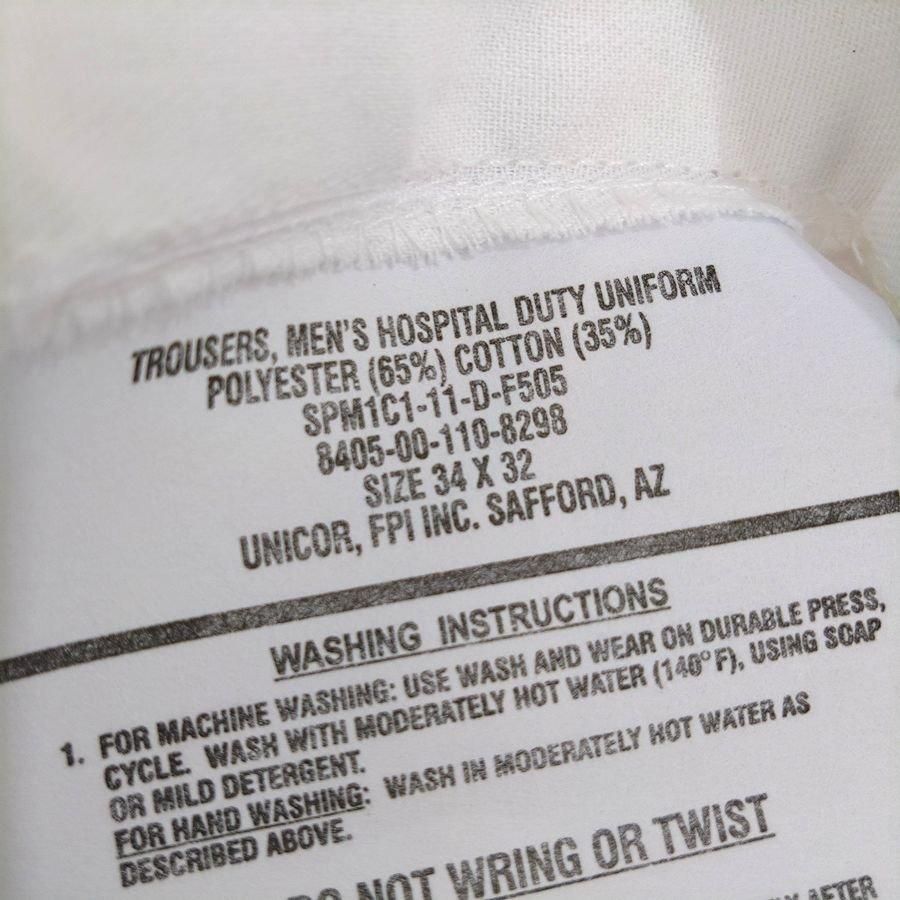 TROUSERS, MEN'S HOSPITAL DUTY UNIFORM
POLYESTER (65%) COTTON (35%)
SPM1C1-11-D-F505
8405-00-110-8298
SIZE 34 X 32
UNICOR, FPI INC. SAFFORD, AZ
WASHING INSTRUCTIONS
1. FOR MACHINE WASHING: USE WASH AND WEAR ON DURABLE PRESS,
CYCLE. WASH WITH MODERATELY HOT WATER (140°F), USING SOAP
OR MILD DETERGENT.
FOR HAND WASHING: WASH IN MODERATELY HOT WATER AS
DESCRIBED ABOVE.
DO NOT WRING OR TWIST
AFTER